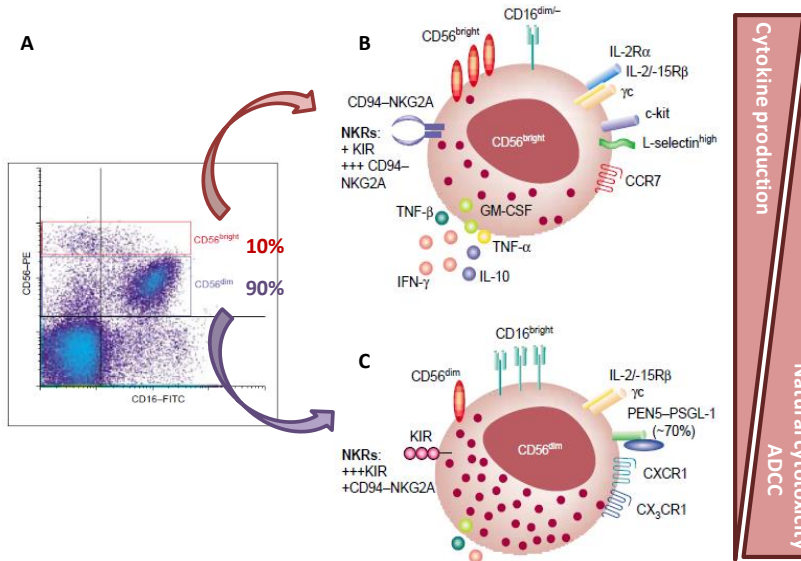 A
CD56–PE
CD16–FITC
CD56bright
10%
CD56dim
90%
B
CD56bright
CD16dim/–
IL-2Rα
IL-2/-15Rβ
γc
c-kit
L-selectinhigh
CCR7
CD94–NKG2A
NKRs:
+ KIR
+++ CD94–
NKG2A
CD56bright
TNF-β
GM-CSF
TNF-α
IFN-γ
IL-10
C
CD56dim
CD16bright
IL-2/-15Rβ
γc
PEN5–PSGL-1
(~70%)
KIR
CD56dim
NKRs:
+++KIR
+CD94–NKG2A
CXCR1
CX3CR1
Cytokine production
Natural cytotoxicity
ADCC